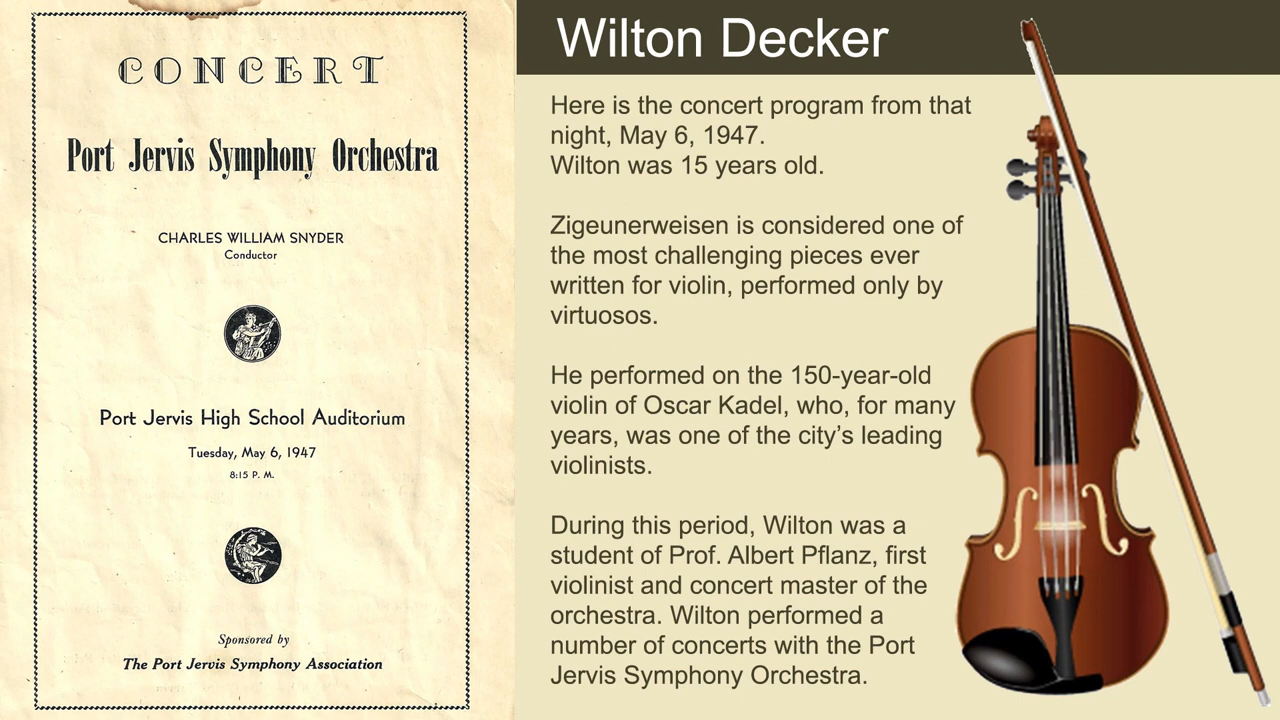 CONCERT
Port Jervis Symphony Orchestra
CHARLES WILLIAM SNYDER
Conductor
Port Jervis High School Auditorium
Tuesday, May 6, 1947
8:15 P. M.
Sponsored by
The Port Jervis Symphony Association
Wilton Decker
Here is the concert program from that
night, May 6, 1947.
Wilton was 15 years old.
Zigeunerweisen is considered one of
the most challenging pieces ever
written for violin, performed only by
virtuosos.
He performed on the 150-year-old
violin of Oscar Kadel, who, for many
years, was one of the city’s leading
violinists.
During this period, Wilton was a
student of Prof. Albert Pflanz, first
violinist and concert master of the
orchestra. Wilton performed a
number of concerts with the Port
Jervis Symphony Orchestra.